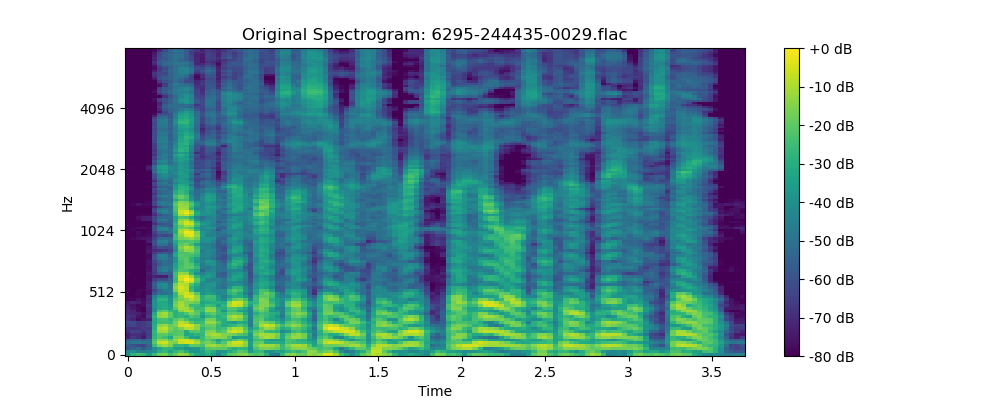 Original Spectrogram: 6295-244435-0029.flac
Hz
4096
2048
1024
512
0
0 0.5 1 1.5 2 2.5 3 3.5
Time
+0 dB
-10 dB
-20 dB
-30 dB
-40 dB
-50 dB
-60 dB
-70 dB
-80 dB